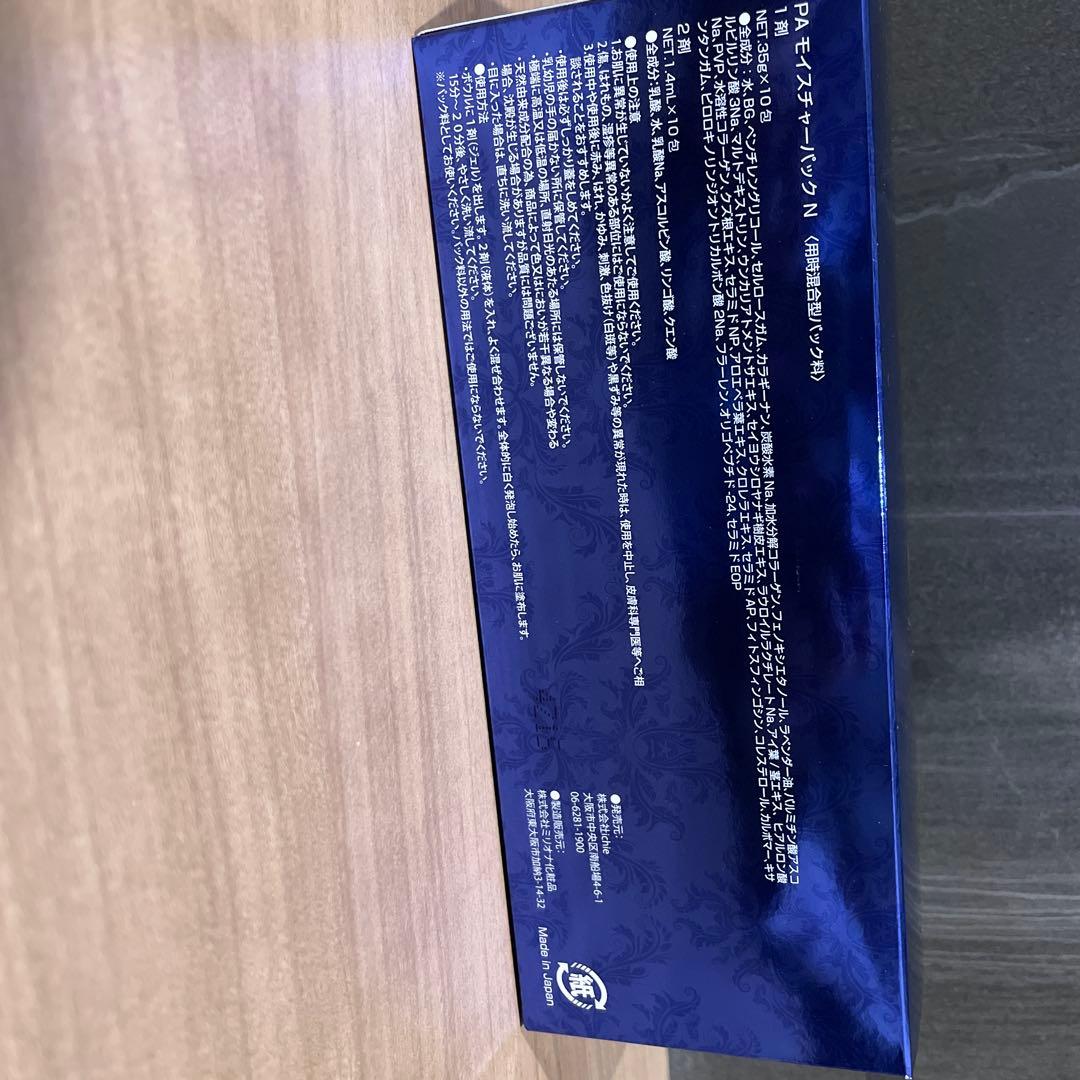 PA モイスチャーパック N 〈用時混合型パック料〉
1剤
NET.35g×10包
●全成分:水、BG、ペンチレングリコール、セルロースガム、カラギーナン、炭酸水素Na、加水分解コラーゲン、フェノキシエタノール、ラベンダー油、パルミチン酸アスコ
ルビルリン酸 3Na、マルトデキストリン、ウンカリアトメントサエキス、セイヨウシロヤナギ樹皮エキス、ラウロイルラクチレート Na、アイ葉/茎エキス、ヒアルロン酸
Na、PVP、水溶性コラーゲン、クズ根エキス、セラミド NP、アロエベラ葉エキス、クロレラエキス、セラミド AP、フィトスフィンゴシン、コレステロール、カルボマー、キサ
ンタンガム、ピロロキノリンジオントリカルボン酸 2Na、フラーレン、オリゴペプチド-24、セラミド EOP
2剤
NET.1.4mL×10包
●全成分:乳酸、水、乳酸Na、アスコルビン酸、リンゴ酸、クエン酸
●使用上の注意
1.お肌に異常が生じていないかよく注意してご使用ください。
2.傷、はれもの、湿疹等異常のある部位にはご使用にならないでください。
3.使用中や使用後に赤み、はれ、かゆみ、刺激、色抜け(白斑等)や黒ずみ等の異常が現れた時は、使用を中止し、皮膚科専門医等へご相
談されることをおすすめします。
・使用後は必ずしっかり蓋をしめてください。
・乳幼児の手の届かない所に保管してください。
・極端に高温又は低温の場所、直射日光のあたる場所には保管しないでください。
・天然由来成分配合の為、商品によって色又はにおいが若干異なる場合や変わる
場合、沈殿が生じる場合がありますが品質には問題ございません。
・目に入った場合は、直ちに洗い流してください。
●使用方法
・ボウルに1剤(ジェル)を出します。2剤(液体)を入れ、よく混ぜ合わせます。全体的に白く発泡し始めたら、お肌に塗布します。
15分〜20分後、やさしく洗い流してください。
※パック料としてお使いください。パック料以外の用法ではご使用にならないでください。
●発売元:
株式会社ichie
大阪市中央区南船場4-6-1
06-6281-1900
●製造販売元:
株式会社ミリオナ化粧品
大阪府東大阪市加納3-14-32
Made in Japan
紙